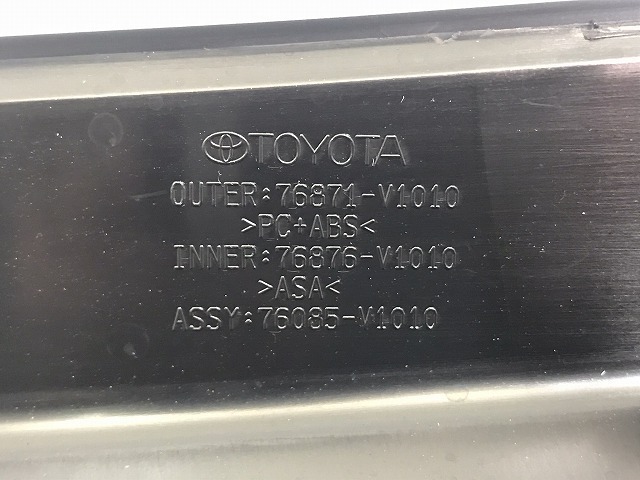 TOYOTA
OUTER:76871-V1010
>PC+ABS<
INNER:76876-V1010
>ASA<
ASSY:76085-V1010